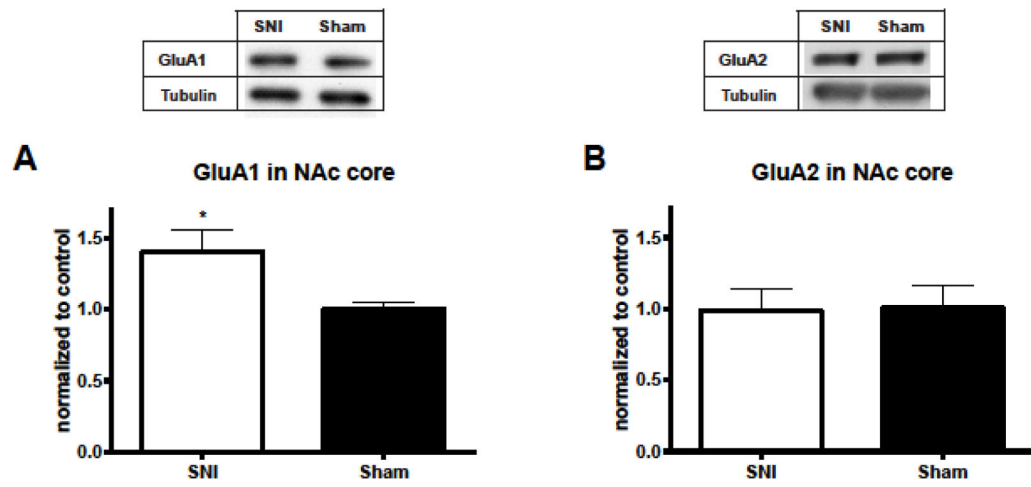 SNI Sham
GluA1
Tubulin
SNI Sham
GluA2
Tubulin
A
GluA1 in NAc core
normalized to control
*
1.5
1.0
0.5
0.0
SNI Sham
B
GluA2 in NAc core
normalized to control
1.5
1.0
0.5
0.0
SNI Sham